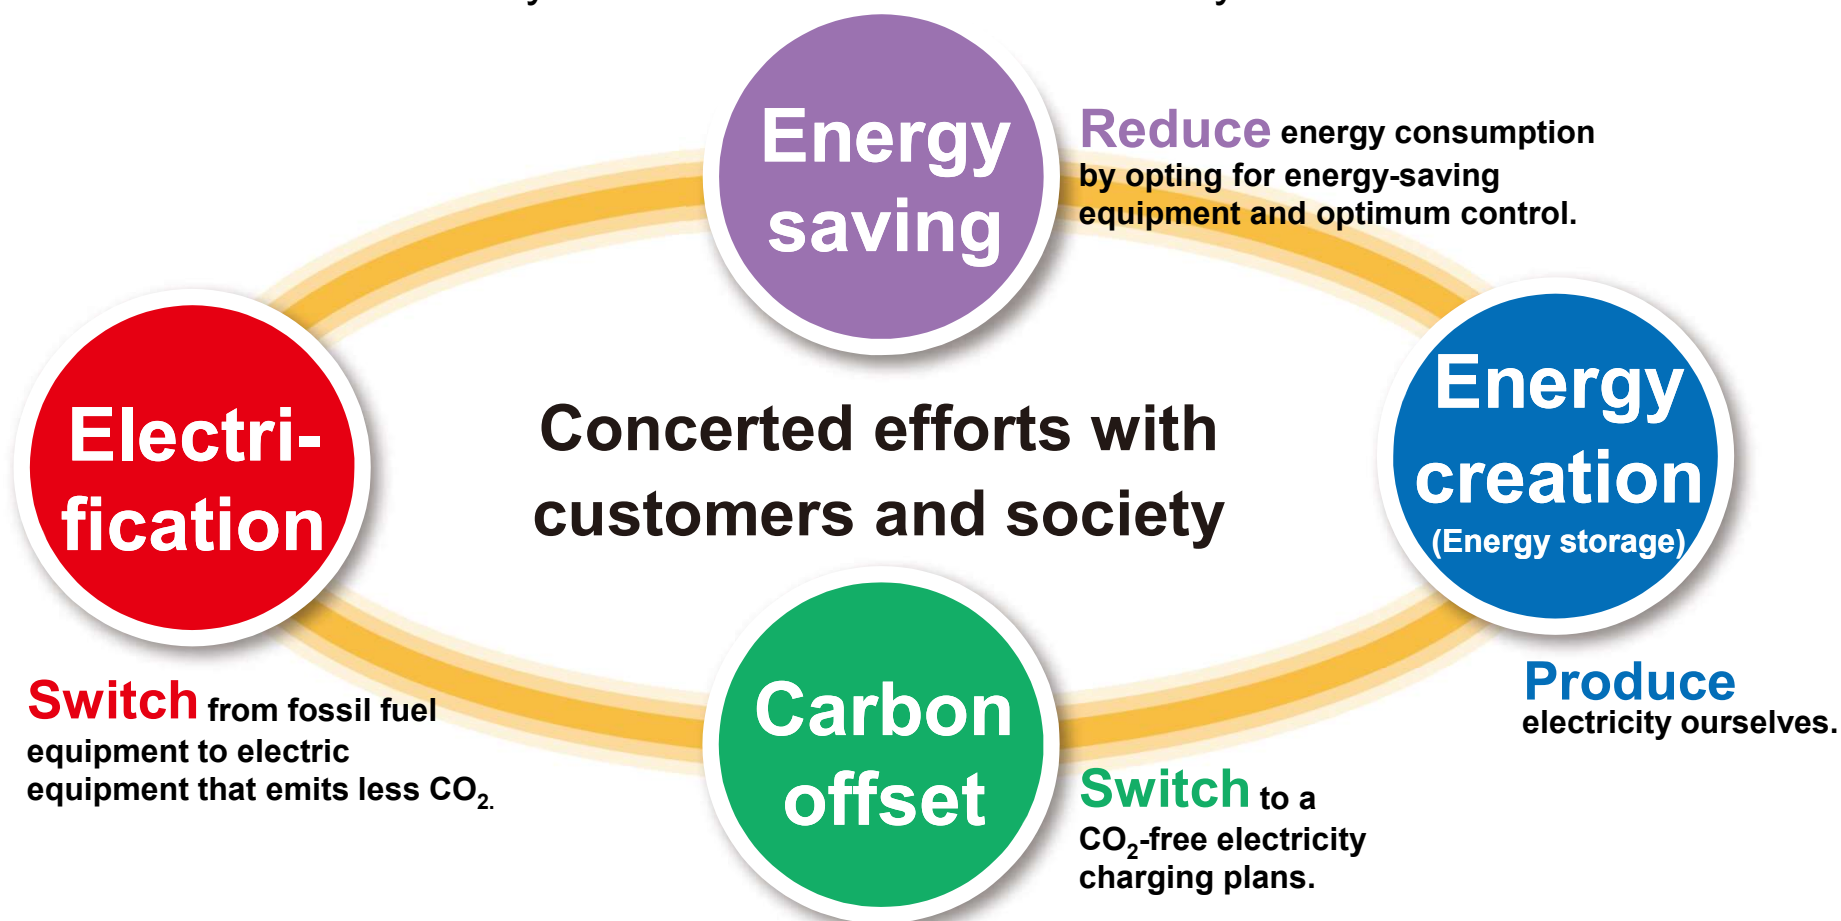 Energy
saving
Reduce energy consumption
by opting for energy-saving
equipment and optimum control.
Electri-
fication
Concerted efforts with
customers and society
Energy
creation
(Energy storage)
Switch from fossil fuel
equipment to electric
equipment that emits less CO₂.
Carbon
offset
Produce
electricity ourselves.
Switch to a
CO₂-free electricity
charging plans.